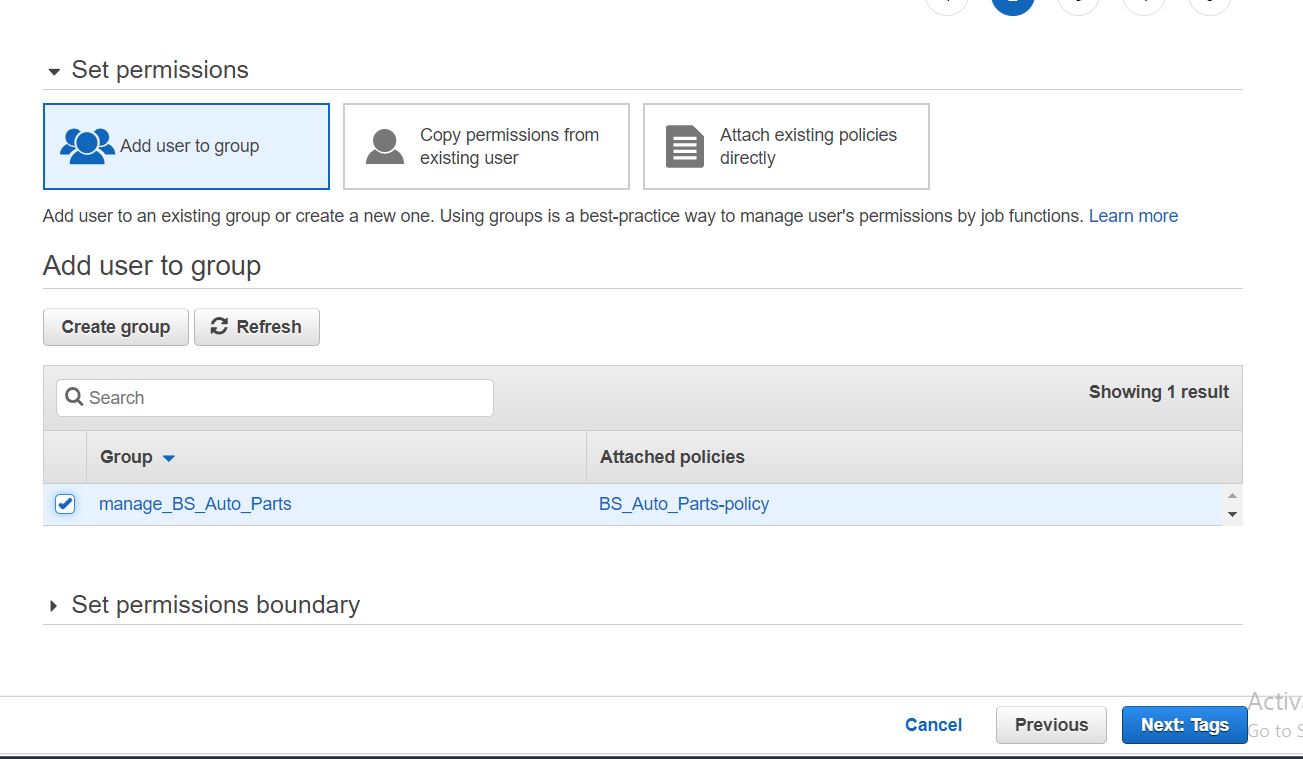 Set permissions
Add user to group
Copy permissions from
existing user
Attach existing policies
directly
Add user to an existing group or create a new one. Using groups is a best-practice way to manage user's permissions by job functions. Learn more
Add user to group
Create group
Refresh
Search
Showing 1 result
Group
Attached policies
manage_BS_Auto_Parts
BS_Auto_Parts-policy
Set permissions boundary
Cancel
Previous
Next: Tags
Go to